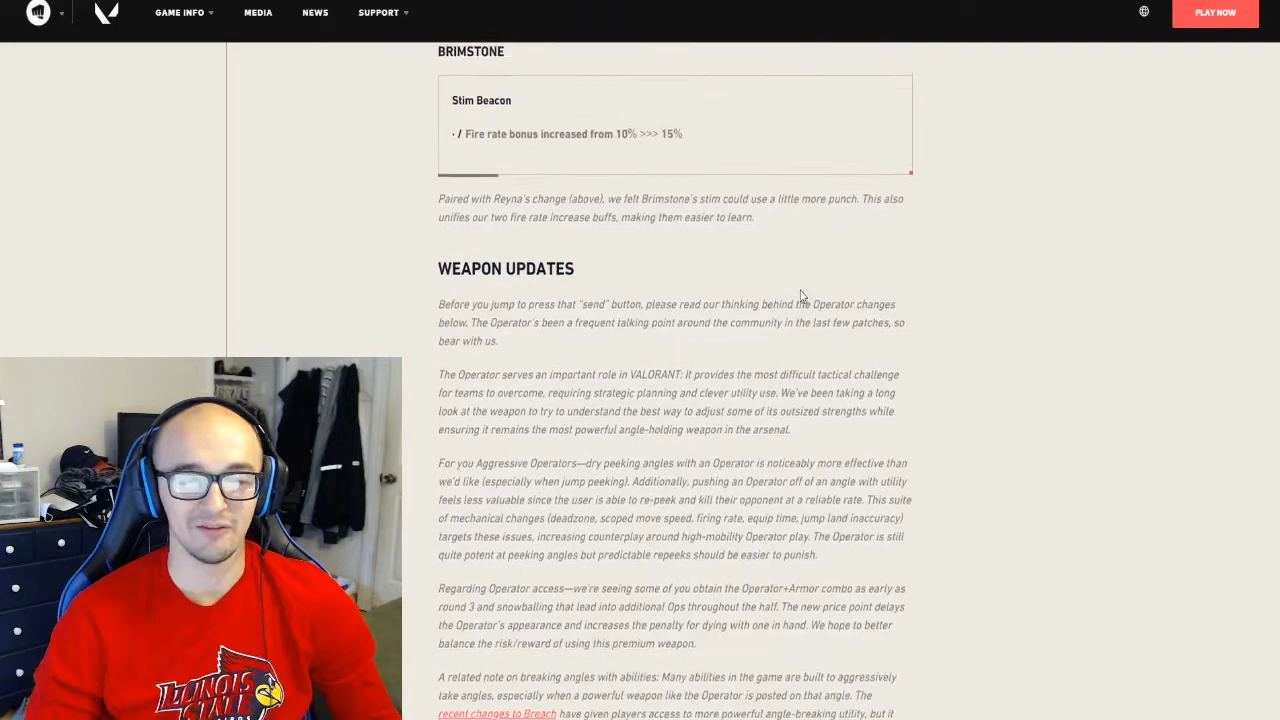 GAME INFO MEDIA NEWS SUPPORT PLAY NOW
BRIMSTONE
Stim Beacon
· / Fire rate bonus increased from 10% >>> 15%
Paired with Reyna's change (above), we felt Brimstone's stim could use a little more punch. This also
unifies our two fire rate increase buffs, making them easier to learn.
WEAPON UPDATES
Before you jump to press that "send" button, please read our thinking behind the Operator changes
below. The Operator's been a frequent talking point around the community in the last few patches, so
bear with us.
The Operator serves an important role in VALORANT: It provides the most difficult tactical challenge
for teams to overcome, requiring strategic planning and clever utility use. We've been taking a long
look at the weapon to try to understand the best way to adjust some of its outsized strengths while
ensuring it remains the most powerful angle-holding weapon in the arsenal.
For you Aggressive Operators—dry peeking angles with an Operator is noticeably more effective than
we'd like (especially when jump peeking). Additionally, pushing an Operator off of an angle with utility
feels less valuable since the user is able to re-peek and kill their opponent at a reliable rate. This suite
of mechanical changes (deadzone, scoped move speed, firing rate, equip time, jump land inaccuracy)
targets these issues, increasing counterplay around high-mobility Operator play. The Operator is still
quite potent at peeking angles but predictable repeeks should be easier to punish.
Regarding Operator access—we're seeing some of you obtain the Operator+Armor combo as early as
round 3 and snowballing that lead into additional Ops throughout the half. The new price point delays
the Operator's appearance and increases the penalty for dying with one in hand. We hope to better
balance the risk/reward of using this premium weapon.
A related note on breaking angles with abilities: Many abilities in the game are built to aggressively
take angles, especially when a powerful weapon like the Operator is posted on that angle. The
recent changes to Breach have given players access to more powerful angle-breaking utility, but it
ILLINOIS
STATE